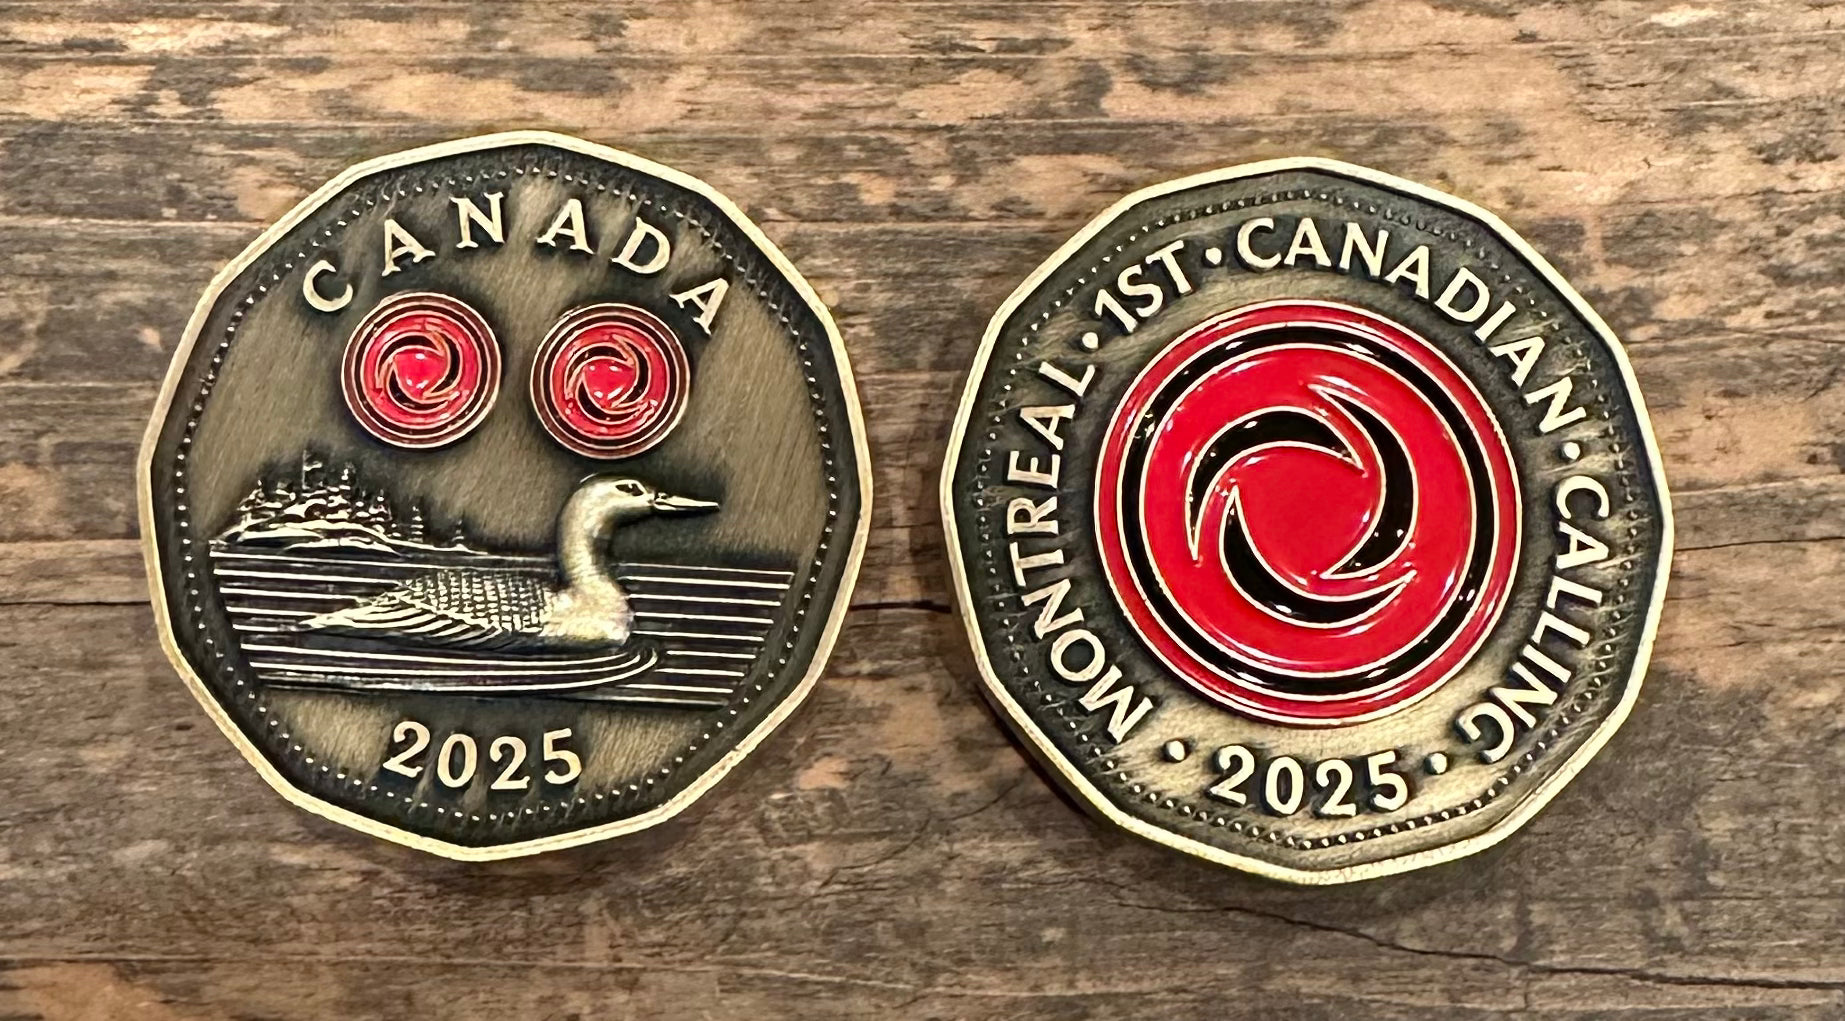 CANADA
2025
MONTREAL · 1ST · CANADIAN · CALLING
· 2025 ·